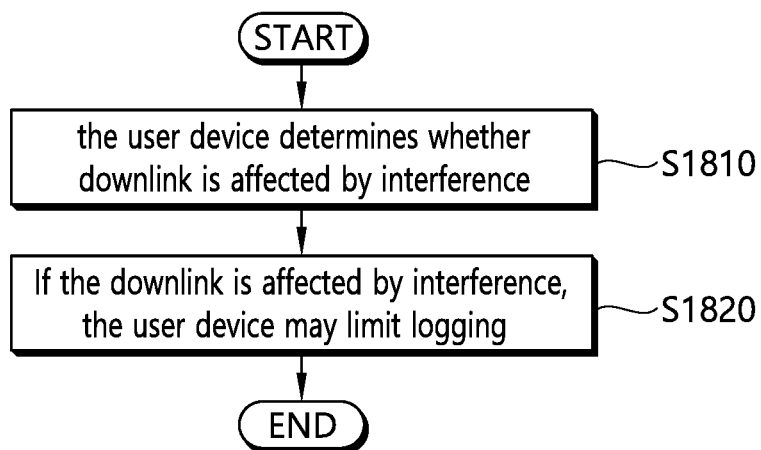 START
the user device determines whether
downlink is affected by interference
S1810
If the downlink is affected by interference,
the user device may limit logging
S1820
END